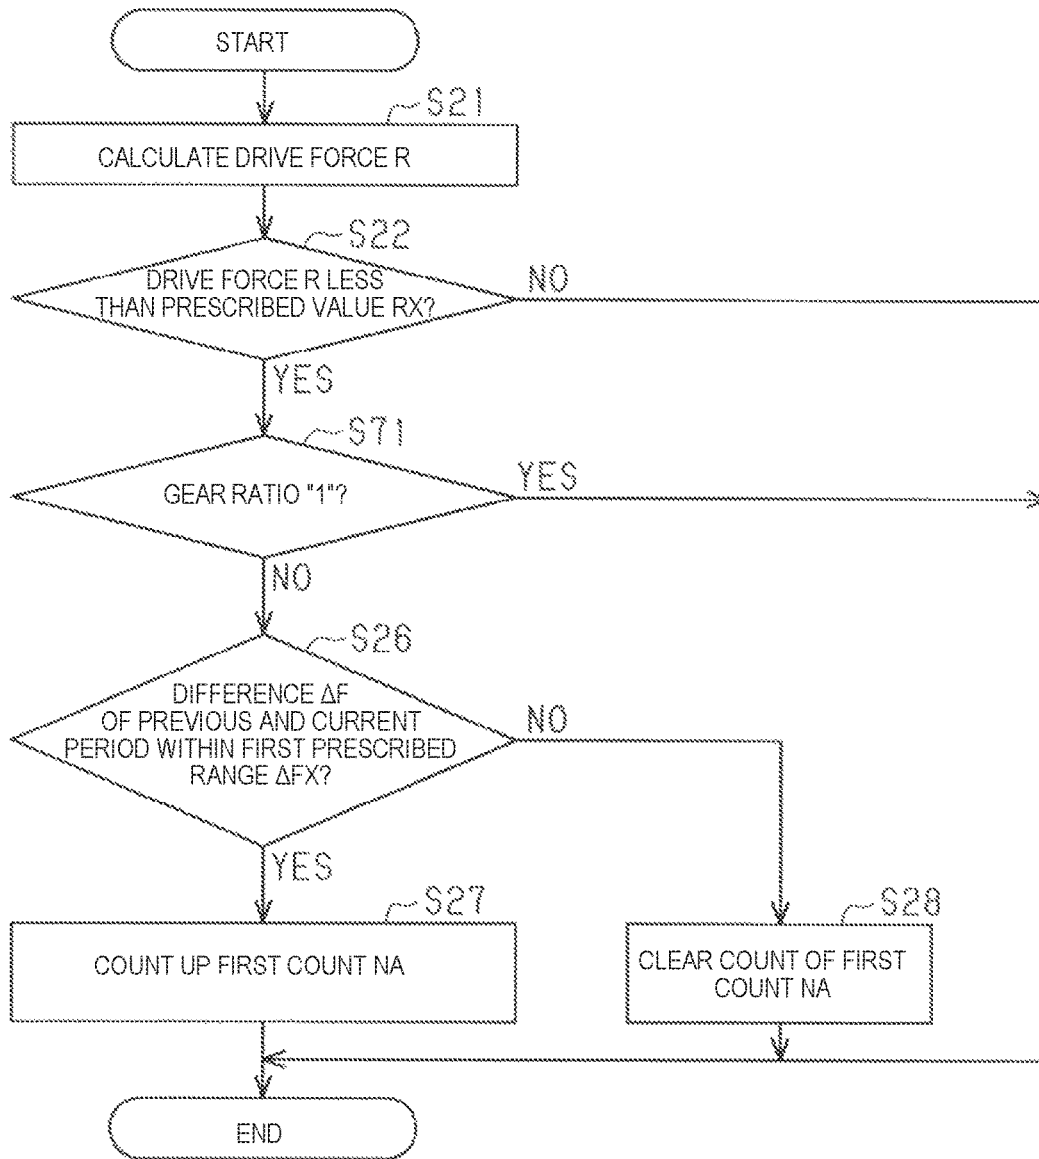 START
S21
CALCULATE DRIVE FORCE R
S22
DRIVE FORCE R LESS
THAN PRESCRIBED VALUE RX?
NO
YES
S71
GEAR RATIO "1"?
YES
NO
S26
DIFFERENCE ΔF
OF PREVIOUS AND CURRENT
PERIOD WITHIN FIRST PRESCRIBED
RANGE ΔFX?
NO
YES
S27
COUNT UP FIRST COUNT NA
S28
CLEAR COUNT OF FIRST
COUNT NA
END